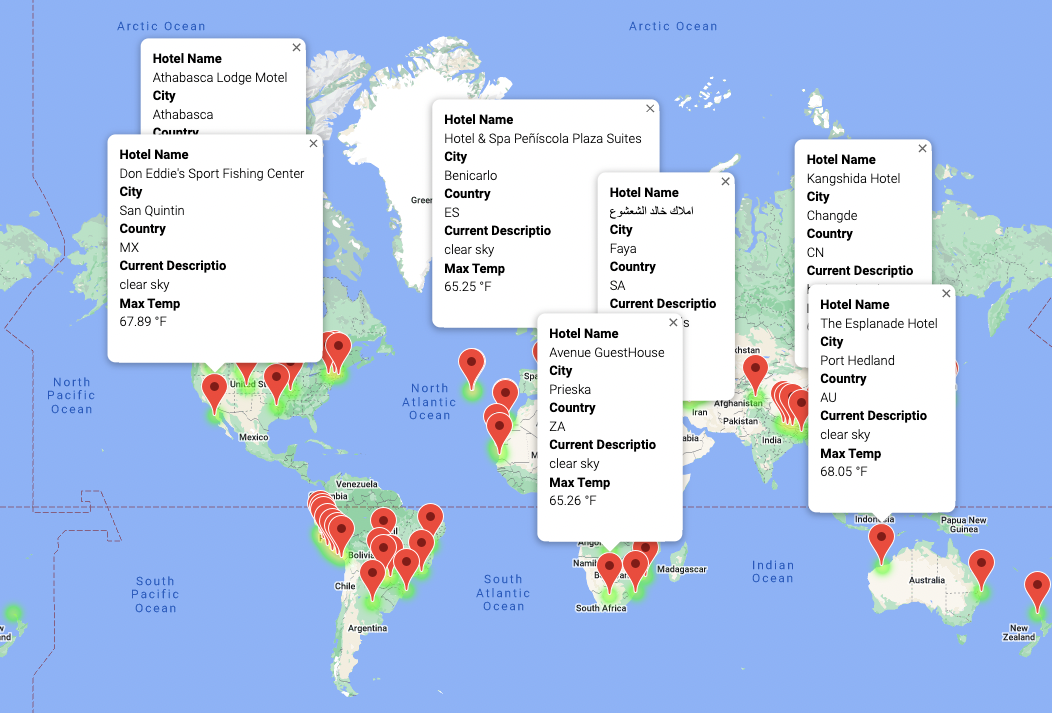 Arctic Ocean
Arctic Ocean
Hotel Name
Athabasca Lodge Motel
City
Athabasca
Country
Hotel Name
Don Eddie's Sport Fishing Center
City
San Quintin
Country
MX
Current Descriptio
clear sky
Max Temp
67.89 °F
Hotel Name
Hotel & Spa Peñíscola Plaza Suites
City
Benicarlo
Country
ES
Current Descriptio
clear sky
Max Temp
65.25 °F
Hotel Name
املاك خالد الشعشوع
City
Faya
Country
SA
Current Descriptio
Hotel Name
Kangshida Hotel
City
Changde
Country
CN
Current Descriptio
Hotel Name
Avenue GuestHouse
City
Prieska
Country
ZA
Current Descriptio
clear sky
Max Temp
65.26 °F
Hotel Name
The Esplanade Hotel
City
Port Hedland
Country
AU
Current Descriptio
clear sky
Max Temp
68.05 °F
North
Pacific
Ocean
North
Atlantic
Ocean
Mexico
Afghanistan
Iran
Pakistan
India
Venezuela
Chile
Argentina
South
Pacific
Ocean
South
Atlantic
Ocean
South Africa
Madagascar
Indian
Ocean
Papua New
Guinea
Australia
New
Zealand